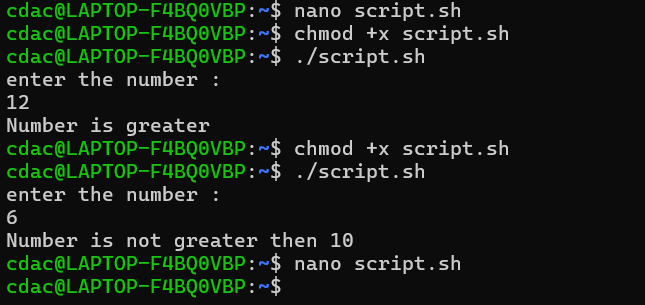 cdac@LAPTOP-F4BQ0VBP:~$ nano script.sh
cdac@LAPTOP-F4BQ0VBP:~$ chmod +x script.sh
cdac@LAPTOP-F4BQ0VBP:~$ ./script.sh
enter the number :
12
Number is greater
cdac@LAPTOP-F4BQ0VBP:~$ chmod +x script.sh
cdac@LAPTOP-F4BQ0VBP:~$ ./script.sh
enter the number :
6
Number is not greater then 10
cdac@LAPTOP-F4BQ0VBP:~$ nano script.sh
cdac@LAPTOP-F4BQ0VBP:~$